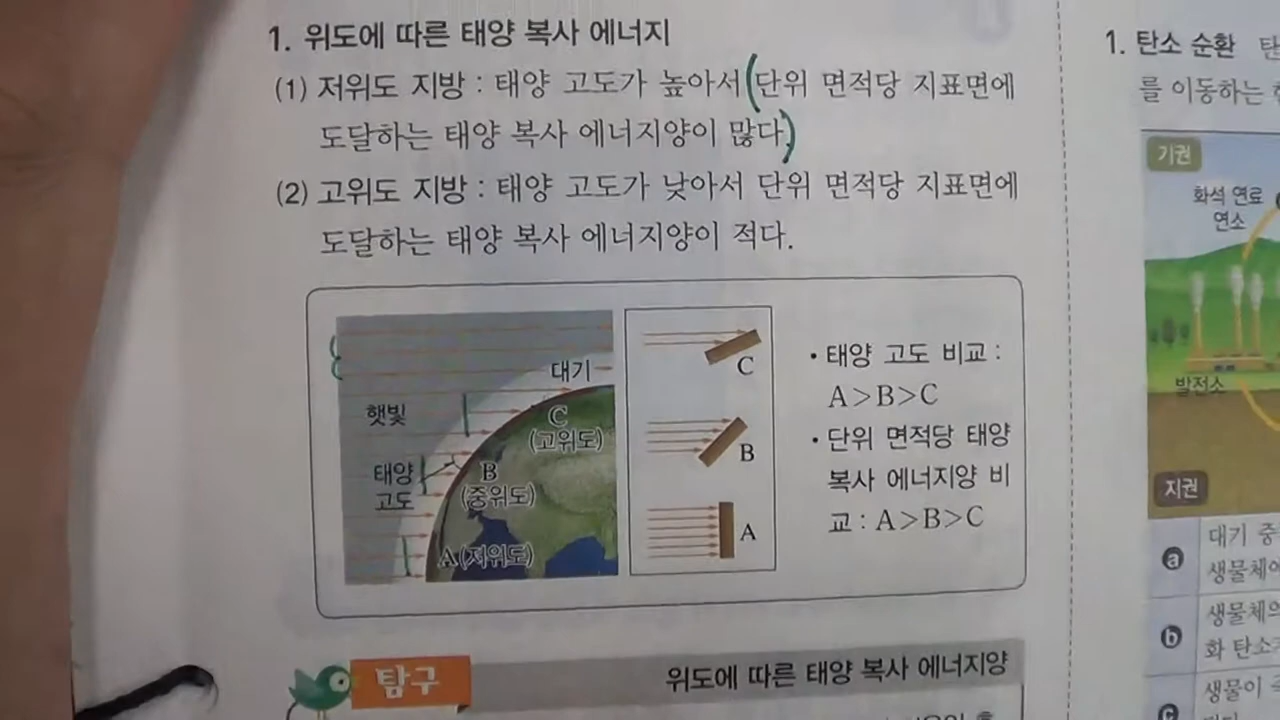 1. 위도에 따른 태양 복사 에너지
(1) 저위도 지방 : 태양 고도가 높아서 단위 면적당 지표면에
도달하는 태양 복사 에너지양이 많다.
(2) 고위도 지방 : 태양 고도가 낮아서 단위 면적당 지표면에
도달하는 태양 복사 에너지양이 적다.
대기
햇빛
C
(고위도)
태양
고도
B
(중위도)
A(저위도)
C
B
A
• 태양 고도 비교 :
A>B>C
• 단위 면적당 태양
복사 에너지양 비
교 : A>B>C
탐구
위도에 따른 태양 복사 에너지양
1. 탄소 순환
를 이동하는
기권
화석 연료
연소
발전소
지권
a
대기 중
생물체에
b
생물체의
화 탄소
c
생물이